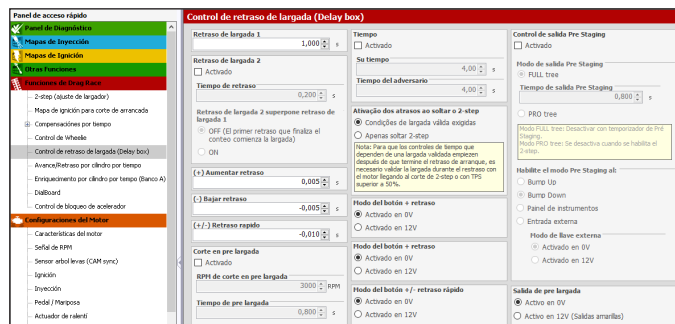 Panel de acceso rápido
Panel de Diagnóstico
Mapas de Inyección
Mapas de Ignición
Otras Funciones
Funciones de Drag Race
2-step (ajuste de largador)
Mapa de ignición para corte de arrancada
Compensaciónes por tiempo
Control de Wheelie
Control de retraso de largada (Delay box)
Avance/Retraso por cilindro por tiempo
Enriquecimiento por cilindro por tiempo (Banco A)
DialBoard
Control de bloqueo de acelerador
Configuraciones del Motor
Características del motor
Señal de RPM
Sensor arbol levas (CAM sync)
Ignición
Inyección
Pedal / Mariposa
Actuador de ralentí
Control de retraso de largada (Delay box)
Retraso de largada 1
1,000 s
Retraso de largada 2
Activado
Tiempo de retraso
0,200 s
Retraso de largada 2 superpone retraso de
largada 1
OFF (El primer retraso que finaliza el
conteo comienza la largada)
ON
(+) Aumentar retraso
0,005 s
(-) Bajar retraso
-0,005 s
(+/-) Retraso rapido
-0,010 s
Corte en pre largada
Activado
RPM de corte en pre largada
3000 RPM
Tiempo de pre largada
0,800 s
Tiempo
Activado
Su tiempo
4,00 s
Tiempo del adversario
4,00 s
Ativação dos atrasos ao soltar o 2-step
Condições de largada válida exigidas
Apenas soltar 2-step
Nota: Para que los controles de tiempo que
dependen de una largada validada empiezen
después de que termine el retraso de arranque, es
necesario validar la largada durante el restraso con
el motor llegando al corte de 2-step o con TPS
superior a 50%.
Modo del botón + retraso
Activado en 0V
Activado en 12V
Modo del botón + retraso
Activado en 0V
Activado en 12V
Modo del botón +/- retraso rápido
Activado en 0V
Activado en 12V
Control de salida Pre Staging
Activado
Modo de salida Pre Staging
FULL tree
Tiempo de salida Pre Staging
0,800 s
PRO tree
Modo FULL tree: Desactivar con temporizador de Pré
Staging.
Modo PRO tree: Se desactiva cuando se habilita el
2-step.
Habilite el modo Pre Staging al:
Bump Up
Bump Down
Painel de instrumentos
Entrada externa
Modo de llave externa
Activado en 0V
Activado en 12V
Salida de pre largada
Activo en 0V
Activo en 12V (Salidas amarillas)